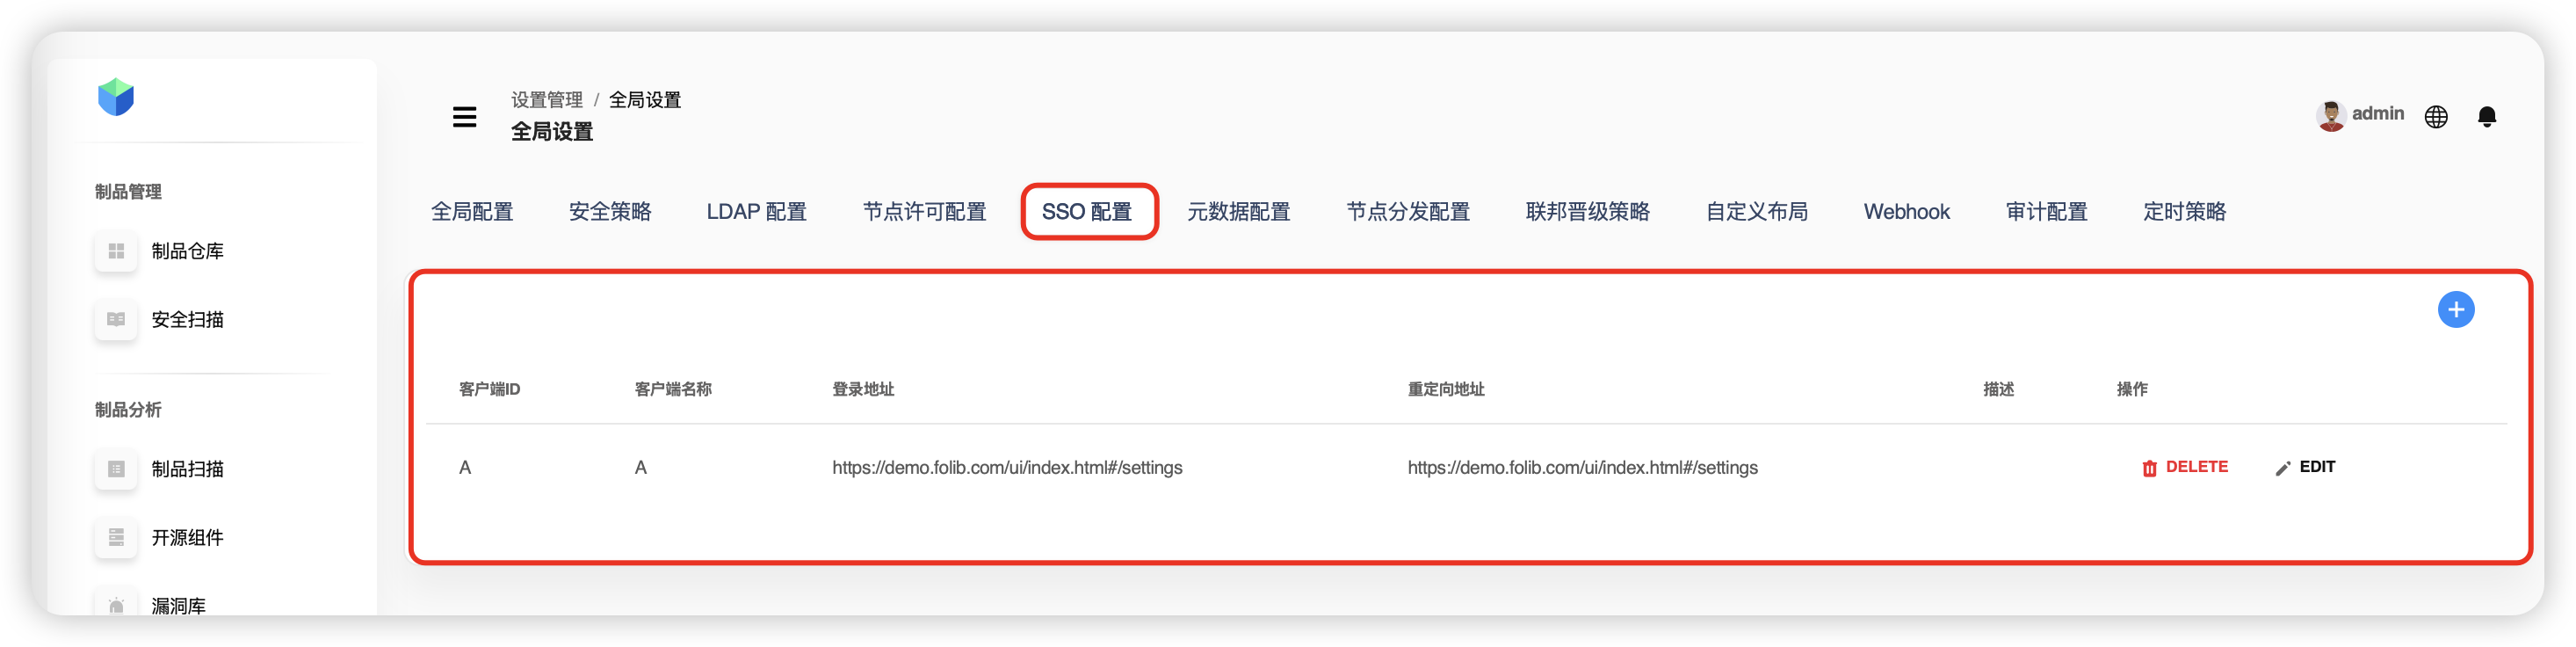 制品管理
制品仓库
安全扫描
制品分析
制品扫描
开源组件
漏洞库
设置管理 / 全局设置
全局设置
admin
全局配置 安全策略 LDAP 配置 节点许可配置 SSO 配置 元数据配置 节点分发配置 联邦晋级策略 自定义布局 Webhook 审计配置 定时策略
客户端ID 客户端名称 登录地址 重定向地址 描述 操作
A A https://demo.folib.com/ui/index.html#/settings https://demo.folib.com/ui/index.html#/settings DELETE EDIT